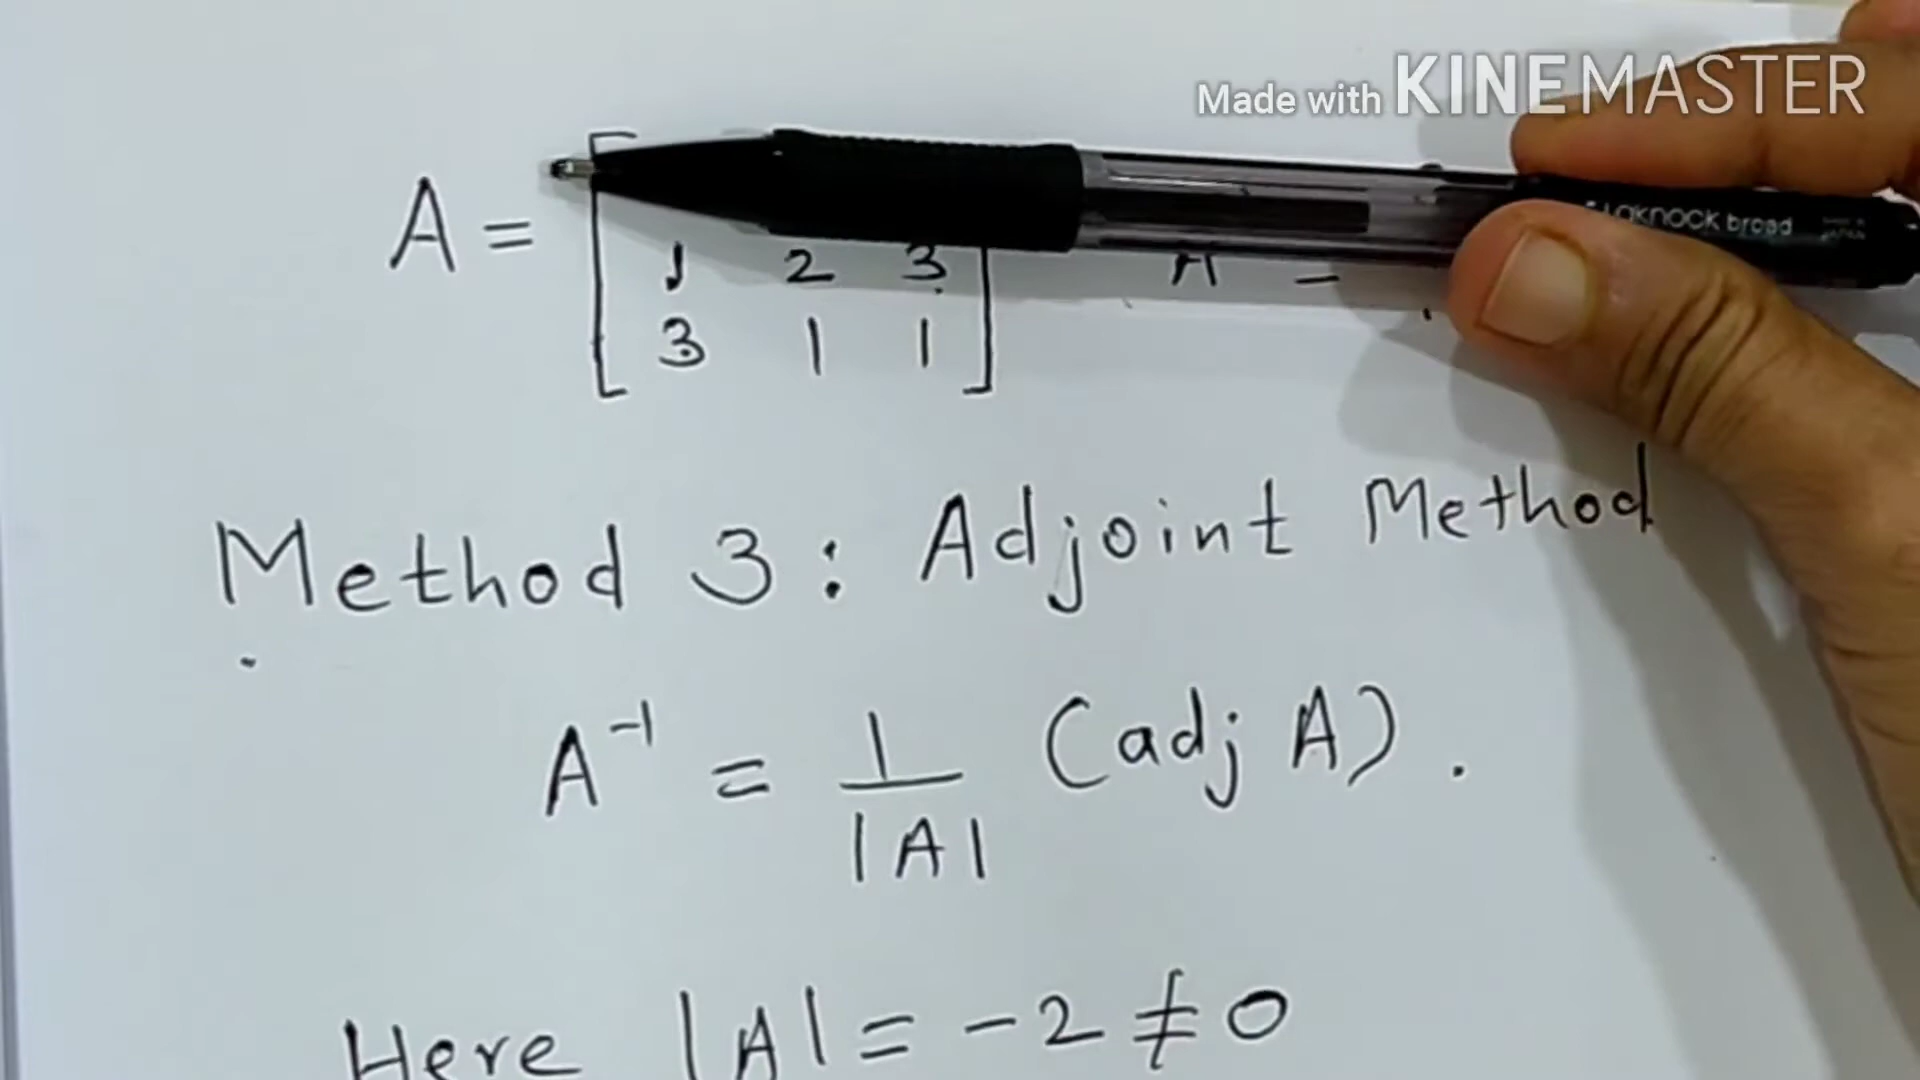 Made with KINEMASTER
A = [
1 2 3
3 1 1 ]
Method 3 : Adjoint Method
A⁻¹ = 1/|A| (adj A).
Here |A| = -2 ≠ 0